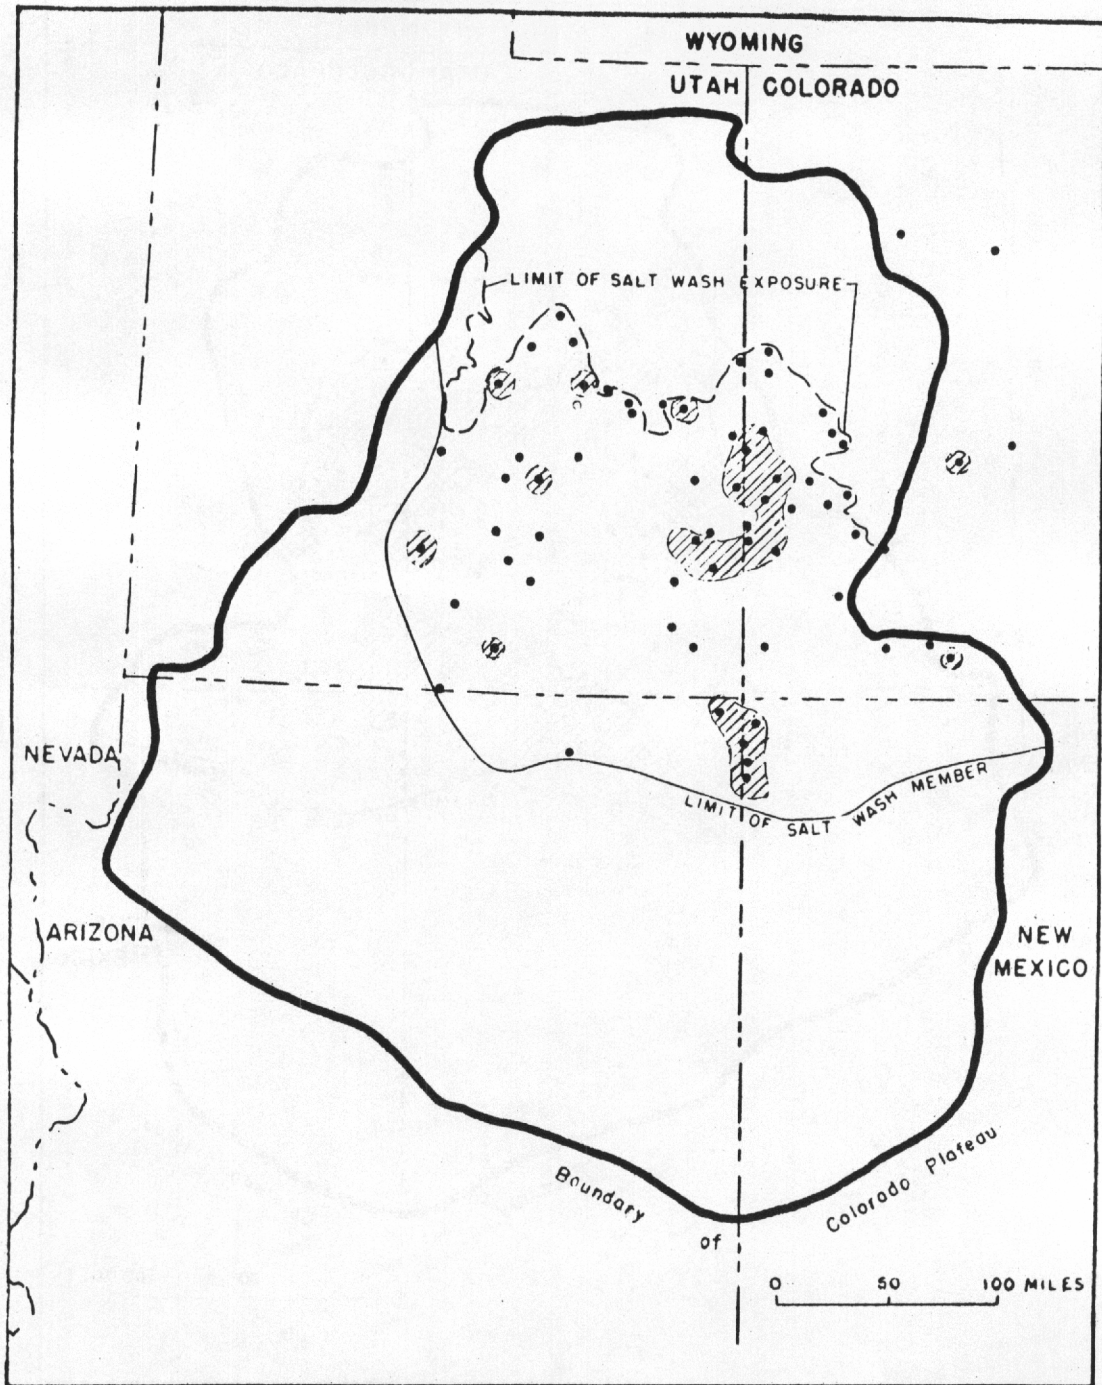 WYOMING
UTAH COLORADO
LIMIT OF SALT WASH EXPOSURE
NEVADA
LIMIT OF SALT WASH MEMBER
ARIZONA
NEW
MEXICO
Boundary
of
Colorado Plateau
0 50 100 MILES